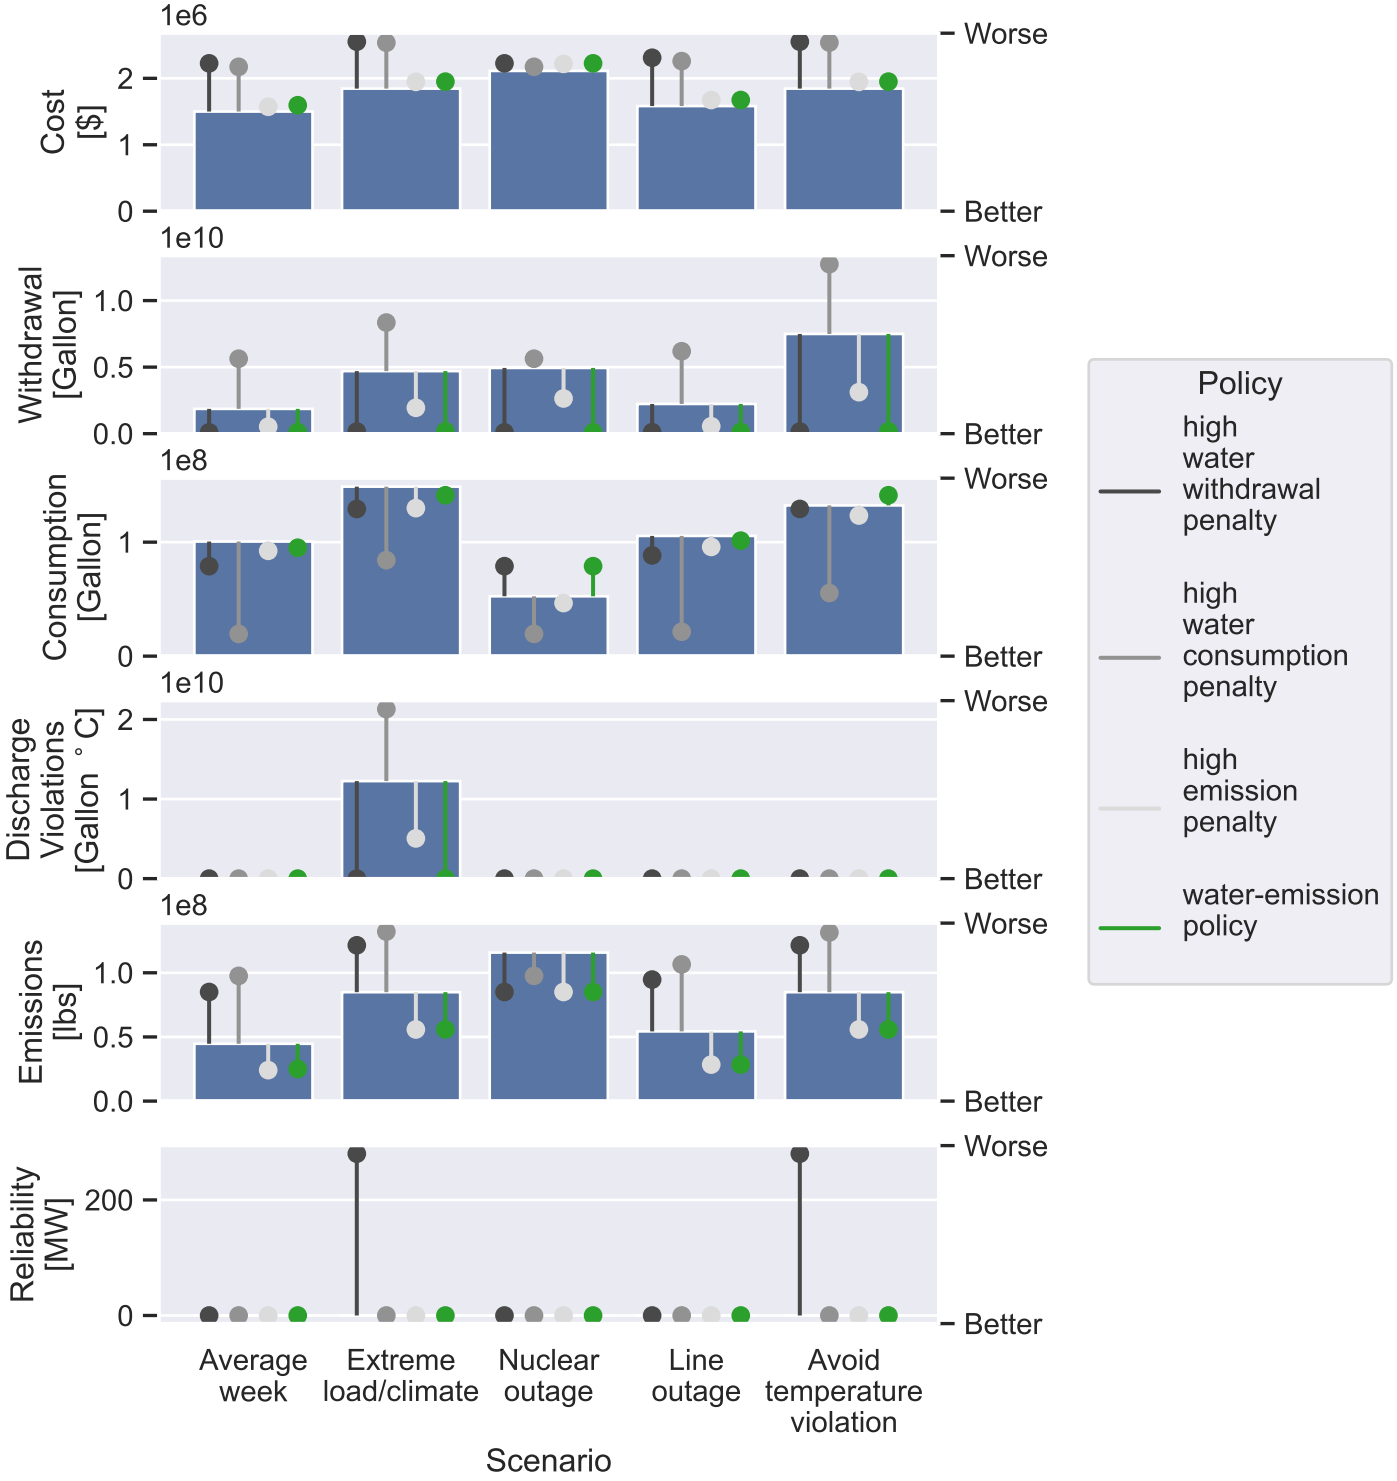 1e6
Cost
[$]
2
1
0
Worse
Better
1e10
Withdrawal
[Gallon]
1.0
0.5
0.0
Worse
Better
1e8
Consumption
[Gallon]
1
0
Worse
Better
1e10
Discharge
Violations
[Gallon °C]
2
1
0
Worse
Better
1e8
Emissions
[lbs]
1.0
0.5
0.0
Worse
Better
Reliability
[MW]
200
0
Worse
Better
Average
week
Extreme
load/climate
Nuclear
outage
Line
outage
Avoid
temperature
violation
Scenario
Policy
high
water
withdrawal
penalty
high
water
consumption
penalty
high
emission
penalty
water-emission
policy